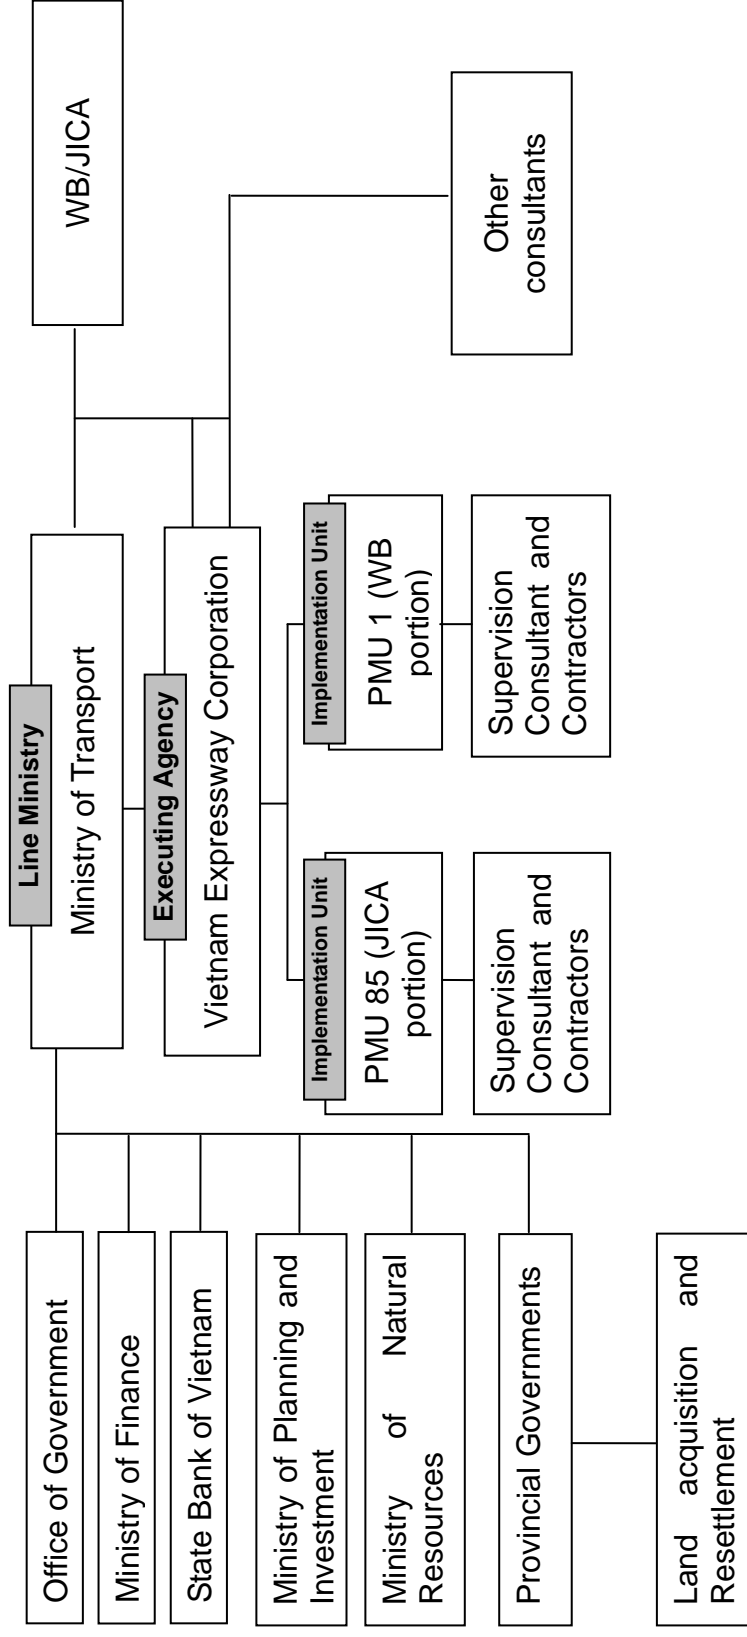 Office of Government
Ministry of Finance
State Bank of Vietnam
Ministry of Planning and
Investment
Ministry of Natural
Resources
Provincial Governments
Land acquisition and
Resettlement
Line Ministry
Ministry of Transport
Executing Agency
Vietnam Expressway Corporation
Implementation Unit
PMU 85 (JICA
portion)
Supervision
Consultant and
Contractors
Implementation Unit
PMU 1 (WB
portion)
Supervision
Consultant and
Contractors
WB/JICA
Other
consultants